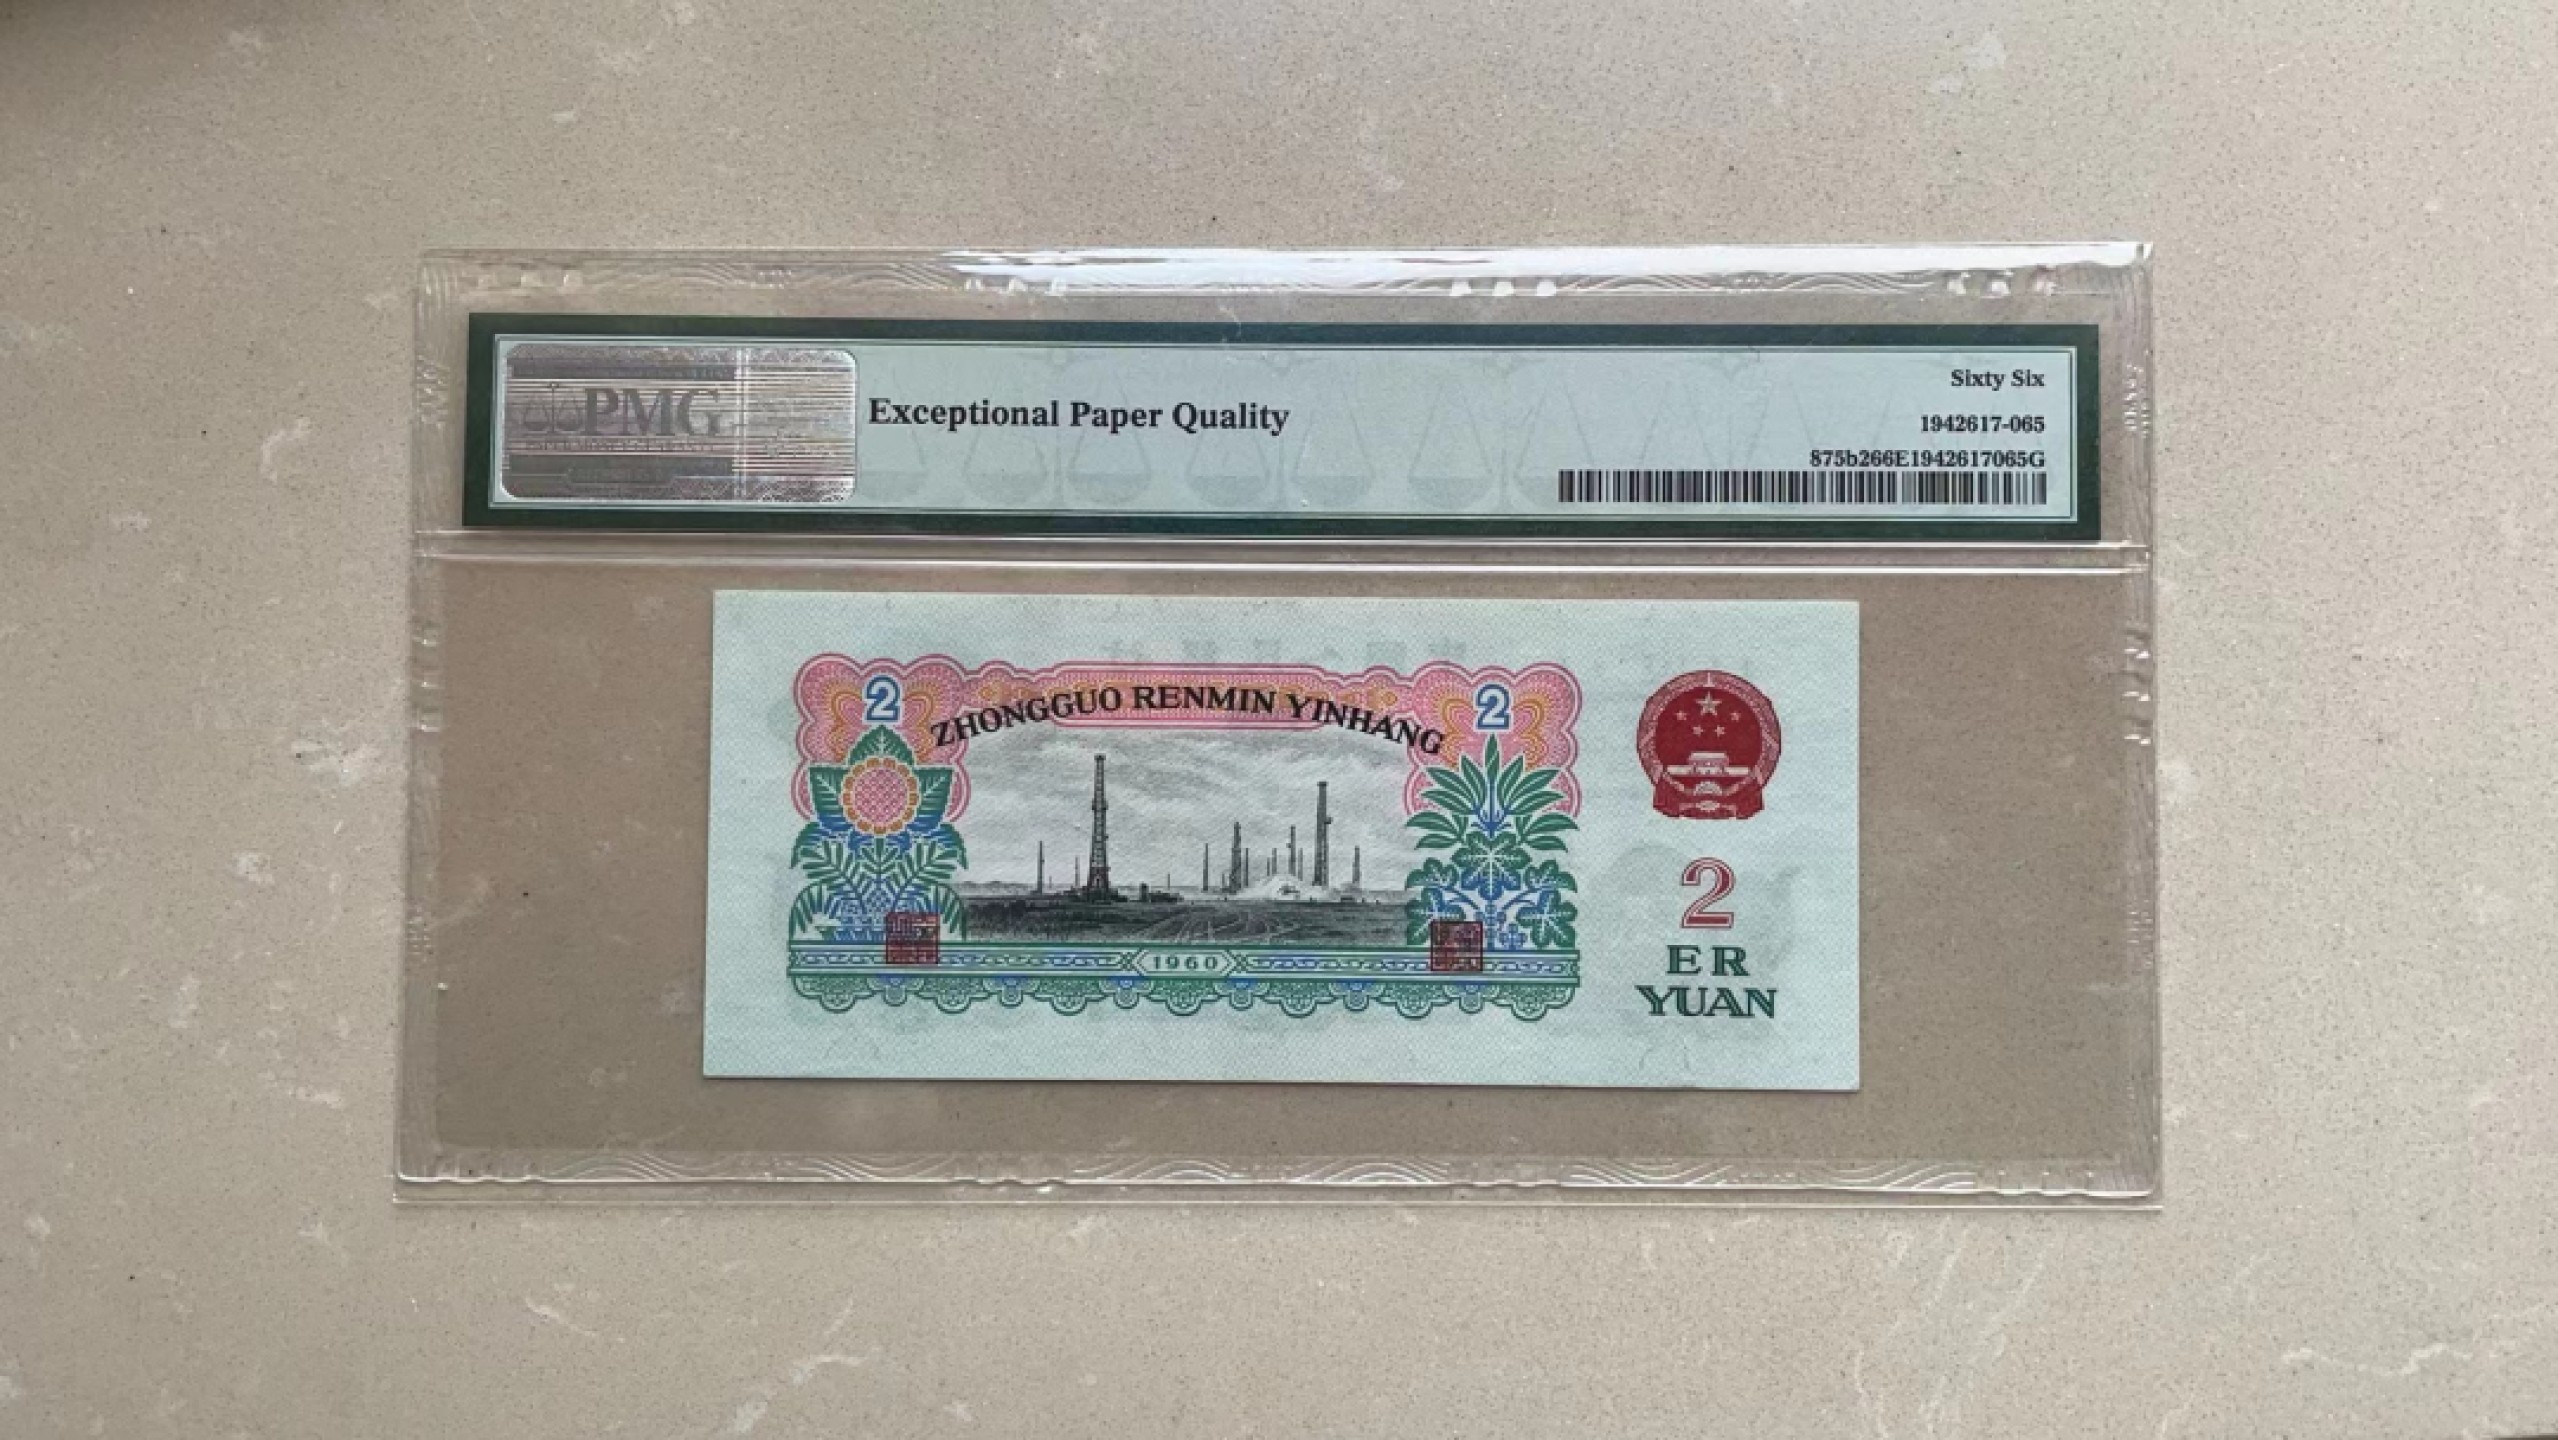 PMG
Exceptional Paper Quality
Sixty Six
1942617-065
875b266E1942617065G
2
ZHONGGUO RENMIN YINHANG
2
1960
2
ER
YUAN